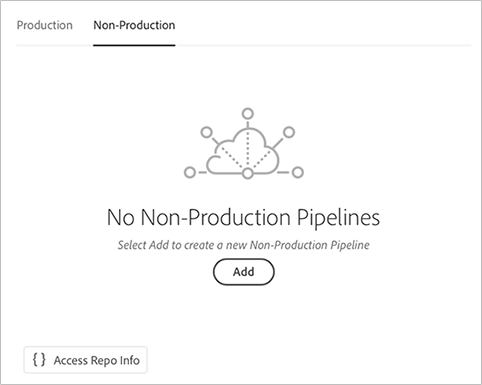 Production Non-Production
No Non-Production Pipelines
Select Add to create a new Non-Production Pipeline
Add
{ } Access Repo Info